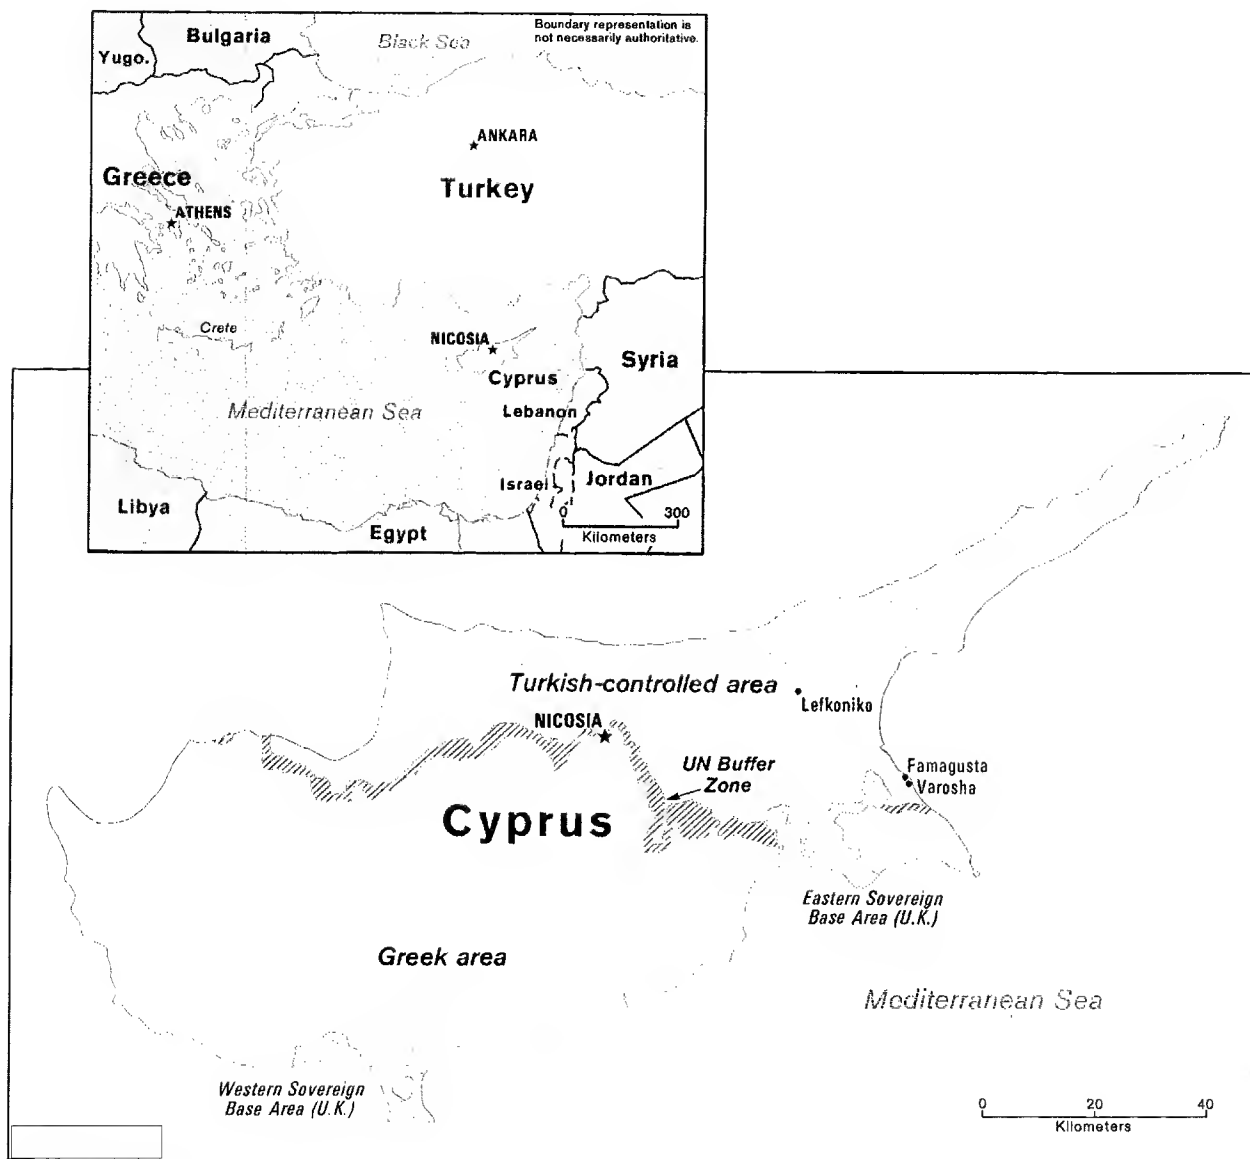 Boundary representation is
not necessarily authoritative.
Bulgaria
Black Sea
Yugo.
ANKARA
Greece
Turkey
ATHENS
Crete
NICOSIA
Syria
Cyprus
Mediterranean Sea
Lebanon
Israel
Jordan
Libya
0 300
Kilometers
Egypt
Turkish-controlled area
Lefkoniko
NICOSIA
UN Buffer
Zone
Famagusta
Varosha
Cyprus
Eastern Sovereign
Base Area (U.K.)
Greek area
Mediterranean Sea
Western Sovereign
Base Area (U.K.)
0 20 40
Kilometers